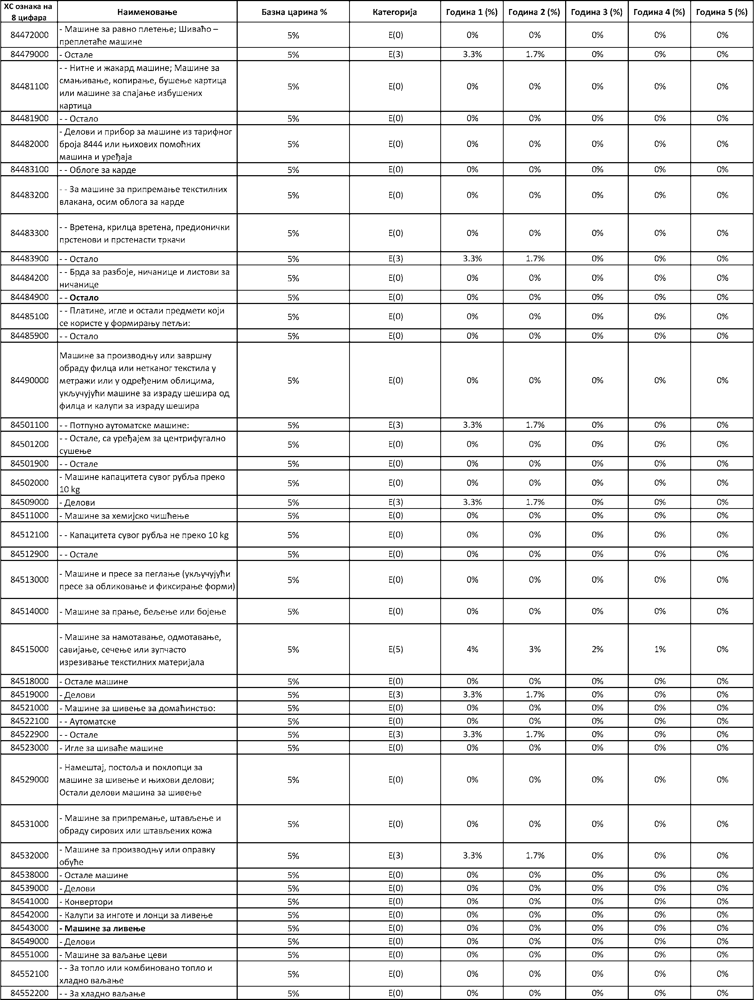 ХС ознака на
8 цифара Наименовање Базна царина % Категорија Година 1 (%) Година 2 (%) Година 3 (%) Година 4 (%) Година 5 (%)
84472000 - Машине за равно плетење; Шиваћо –
преплетаће машине 5% E(0) 0% 0% 0% 0% 0%
84479000 - Остале 5% E(3) 3.3% 1.7% 0% 0% 0%
84481100 - - Нитне и жакард машине; Машине за
смањивање, копирање, бушење картица
или машине за спајање избушених
картица 5% E(0) 0% 0% 0% 0% 0%
84481900 - - Остало 5% E(0) 0% 0% 0% 0% 0%
84482000 - Делови и прибор за машине из тарифног
броја 8444 или њихових помоћних
машина и уређаја 5% E(0) 0% 0% 0% 0% 0%
84483100 - - Облоге за карде 5% E(0) 0% 0% 0% 0% 0%
84483200 - - За машине за припремање текстилних
влакана, осим облога за карде 5% E(0) 0% 0% 0% 0% 0%
84483300 - - Вретена, крилца вретена, предионички
прстенови и прстенасти тркачи 5% E(0) 0% 0% 0% 0% 0%
84483900 - - Остало 5% E(3) 3.3% 1.7% 0% 0% 0%
84484200 - - Брда за разбоје, ничанице и листови за
ничанице 5% E(0) 0% 0% 0% 0% 0%
84484900 - - Остало 5% E(0) 0% 0% 0% 0% 0%
84485100 - - Платине, игле и остали предмети који
се користе у формирању петљи: 5% E(0) 0% 0% 0% 0% 0%
84485900 - - Остало 5% E(0) 0% 0% 0% 0% 0%
84490000 Машине за производњу или завршну
обраду филца или нетканог текстила у
метражи или у одређеним облицима,
укључујући машине за израду шешира од
филца и калупи за израду шешира 5% E(0) 0% 0% 0% 0% 0%
84501100 - - Потпуно аутоматске машине: 5% E(3) 3.3% 1.7% 0% 0% 0%
84501200 - - Остале, са уређајем за центрифугално
сушење 5% E(0) 0% 0% 0% 0% 0%
84501900 - - Остале 5% E(0) 0% 0% 0% 0% 0%
84502000 - Машине капацитета сувог рубља преко
10 kg 5% E(0) 0% 0% 0% 0% 0%
84509000 - Делови 5% E(3) 3.3% 1.7% 0% 0% 0%
84511000 - Машине за хемијско чишћење 5% E(0) 0% 0% 0% 0% 0%
84512100 - - Капацитета сувог рубља не преко 10 kg 5% E(0) 0% 0% 0% 0% 0%
84512900 - - Остале 5% E(0) 0% 0% 0% 0% 0%
84513000 - Машине и пресе за пеглање (укључујући
пресе за обликовање и фиксирање форми) 5% E(0) 0% 0% 0% 0% 0%
84514000 - Машине за прање, бељење или бојење 5% E(0) 0% 0% 0% 0% 0%
84515000 - Машине за намотавање, одмотавање,
савијање, сечење или зупчасто
изрезивање текстилних материјала 5% E(5) 4% 3% 2% 1% 0%
84518000 - Остале машине 5% E(0) 0% 0% 0% 0% 0%
84519000 - Делови 5% E(3) 3.3% 1.7% 0% 0% 0%
84521000 - Машине за шивење за домаћинство: 5% E(0) 0% 0% 0% 0% 0%
84522100 - - Аутоматске 5% E(0) 0% 0% 0% 0% 0%
84522900 - - Остале 5% E(3) 3.3% 1.7% 0% 0% 0%
84523000 - Игле за шиваће машине 5% E(0) 0% 0% 0% 0% 0%
84529000 - Намештај, постоља и поклопци за
машине за шивење и њихови делови;
Остали делови машина за шивење 5% E(0) 0% 0% 0% 0% 0%
84531000 - Машине за припремање, штављење и
обраду сирових или штављених кожа 5% E(0) 0% 0% 0% 0% 0%
84532000 - Машине за производњу или оправку
обуће 5% E(3) 3.3% 1.7% 0% 0% 0%
84538000 - Остале машине 5% E(0) 0% 0% 0% 0% 0%
84539000 - Делови 5% E(0) 0% 0% 0% 0% 0%
84541000 - Конвертори 5% E(0) 0% 0% 0% 0% 0%
84542000 - Калупи за инготе и лонци за ливење 5% E(0) 0% 0% 0% 0% 0%
84543000 - Машине за ливење 5% E(0) 0% 0% 0% 0% 0%
84549000 - Делови 5% E(0) 0% 0% 0% 0% 0%
84551000 - Машине за ваљање цеви 5% E(0) 0% 0% 0% 0% 0%
84552100 - - За топло или комбиновано топло и
хладно ваљање 5% E(0) 0% 0% 0% 0% 0%
84552200 - - За хладно ваљање 5% E(0) 0% 0% 0% 0% 0%